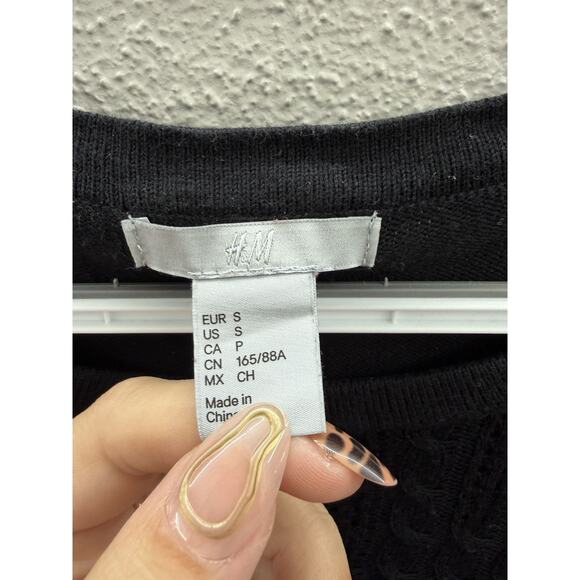 H&M
EUR S
US S
CA P
CN 165/88A
MX CH
Made in
China